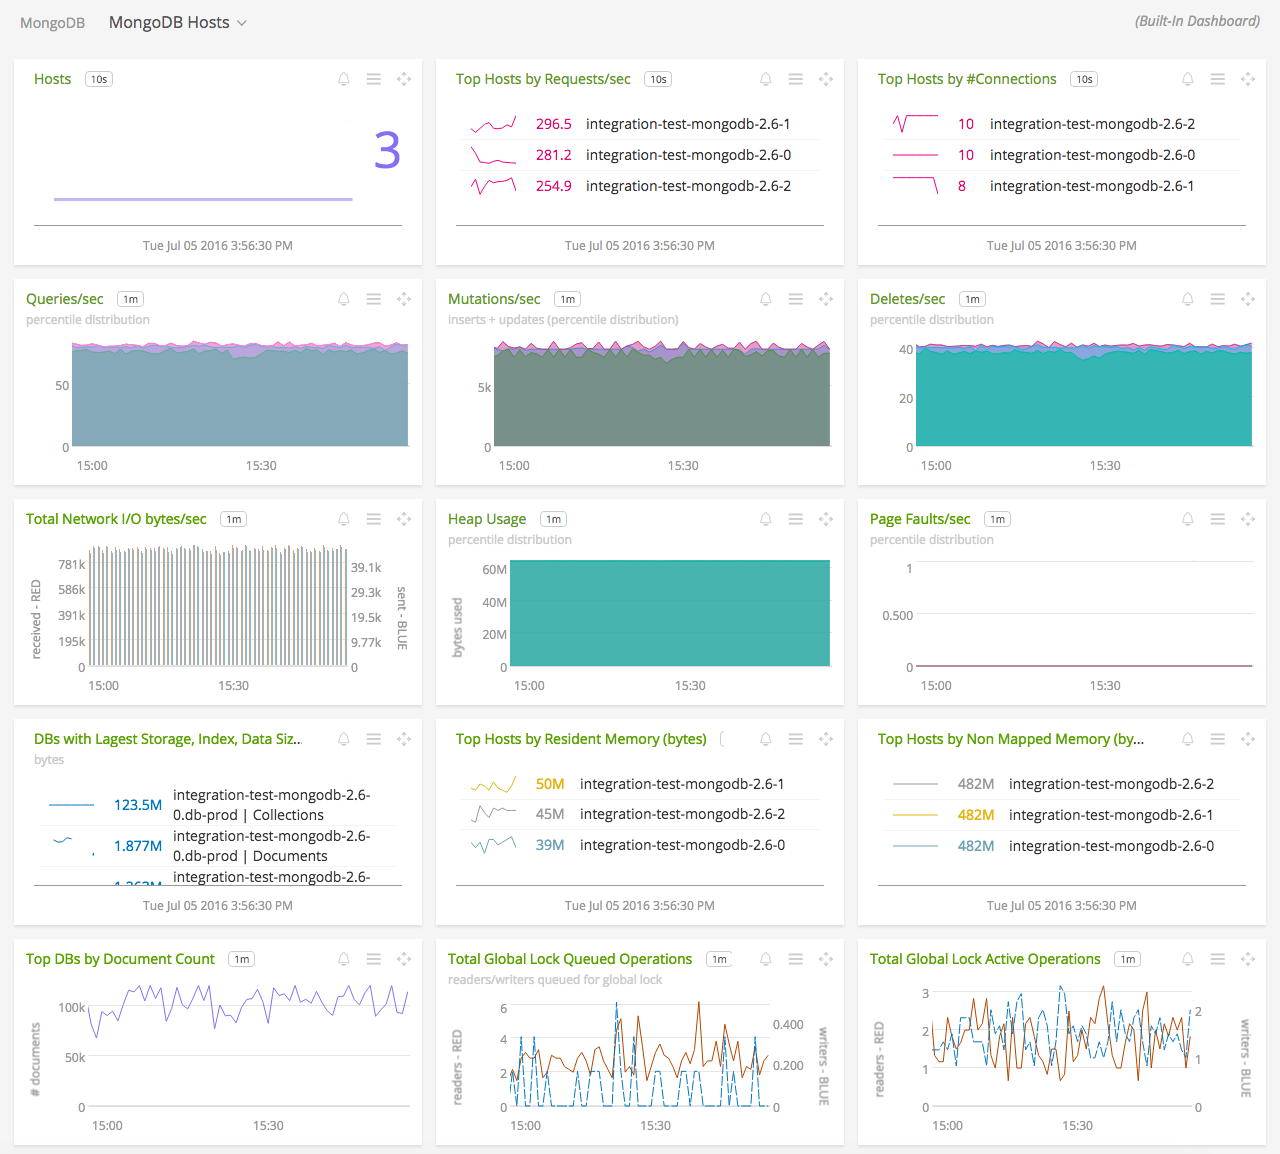 MongoDB MongoDB Hosts (Built-In Dashboard)
Hosts 10s
3
Tue Jul 05 2016 3:56:30 PM
Top Hosts by Requests/sec 10s
296.5 integration-test-mongodb-2.6-1
281.2 integration-test-mongodb-2.6-0
254.9 integration-test-mongodb-2.6-2
Tue Jul 05 2016 3:56:30 PM
Top Hosts by #Connections 10s
10 integration-test-mongodb-2.6-2
10 integration-test-mongodb-2.6-0
8 integration-test-mongodb-2.6-1
Tue Jul 05 2016 3:56:30 PM
Queries/sec 1m
percentile distribution
50
0
15:00 15:30
Mutations/sec 1m
inserts + updates (percentile distribution)
5k
0
15:00 15:30
Deletes/sec 1m
percentile distribution
40
20
0
15:00 15:30
Total Network I/O bytes/sec 1m
received - RED
781k
586k
391k
195k
0
39.1k
29.3k
19.5k
9.77k
0
sent - BLUE
15:00 15:30
Heap Usage 1m
percentile distribution
bytes used
60M
40M
20M
0
15:00 15:30
Page Faults/sec 1m
percentile distribution
1
0.500
0
15:00 15:30
DBs with Lagest Storage, Index, Data Siz...
bytes
123.5M integration-test-mongodb-2.6-
0.db-prod | Collections
1.877M integration-test-mongodb-2.6-
0.db-prod | Documents
integration-test-mongodb-2.6-
Tue Jul 05 2016 3:56:30 PM
Top Hosts by Resident Memory (bytes)
50M integration-test-mongodb-2.6-1
45M integration-test-mongodb-2.6-2
39M integration-test-mongodb-2.6-0
Tue Jul 05 2016 3:56:30 PM
Top Hosts by Non Mapped Memory (by...
482M integration-test-mongodb-2.6-2
482M integration-test-mongodb-2.6-1
482M integration-test-mongodb-2.6-0
Tue Jul 05 2016 3:56:30 PM
Top DBs by Document Count 1m
# documents
100k
50k
0
15:00 15:30
Total Global Lock Queued Operations 1m
readers/writers queued for global lock
readers - RED
6
4
2
0
0.400
0.200
0
writers - BLUE
15:00 15:30
Total Global Lock Active Operations 1m
readers - RED
3
2
1
0
2
1
0
writers - BLUE
15:00 15:30